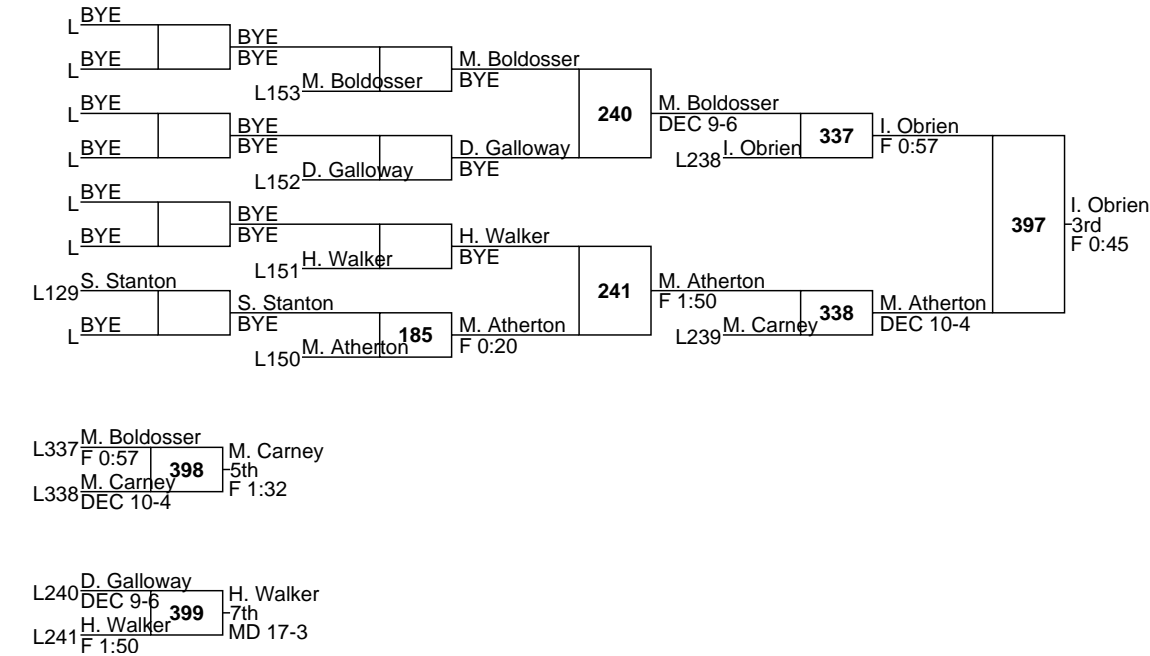 BYE
L
BYE
BYE
BYE
L
M. Boldosser
L153
M. Boldosser
BYE
BYE
L
240
M. Boldosser
DEC 9-6
BYE
BYE
BYE
L
D. Galloway
L152
D. Galloway
BYE
I. Obrien
L238
337
I. Obrien
F 0:57
BYE
L
BYE
BYE
BYE
L
H. Walker
L151
H. Walker
BYE
397
I. Obrien
3rd
F 0:45
S. Stanton
L129
241
M. Atherton
F 1:50
BYE
L
S. Stanton
BYE
M. Atherton
L150
185
M. Atherton
F 0:20
M. Carney
L239
338
M. Atherton
DEC 10-4
L337
M. Boldosser
F 0:57
398
M. Carney
5th
F 1:32
L338
M. Carney
DEC 10-4
L240
D. Galloway
DEC 9-6
399
H. Walker
7th
MD 17-3
L241
H. Walker
F 1:50